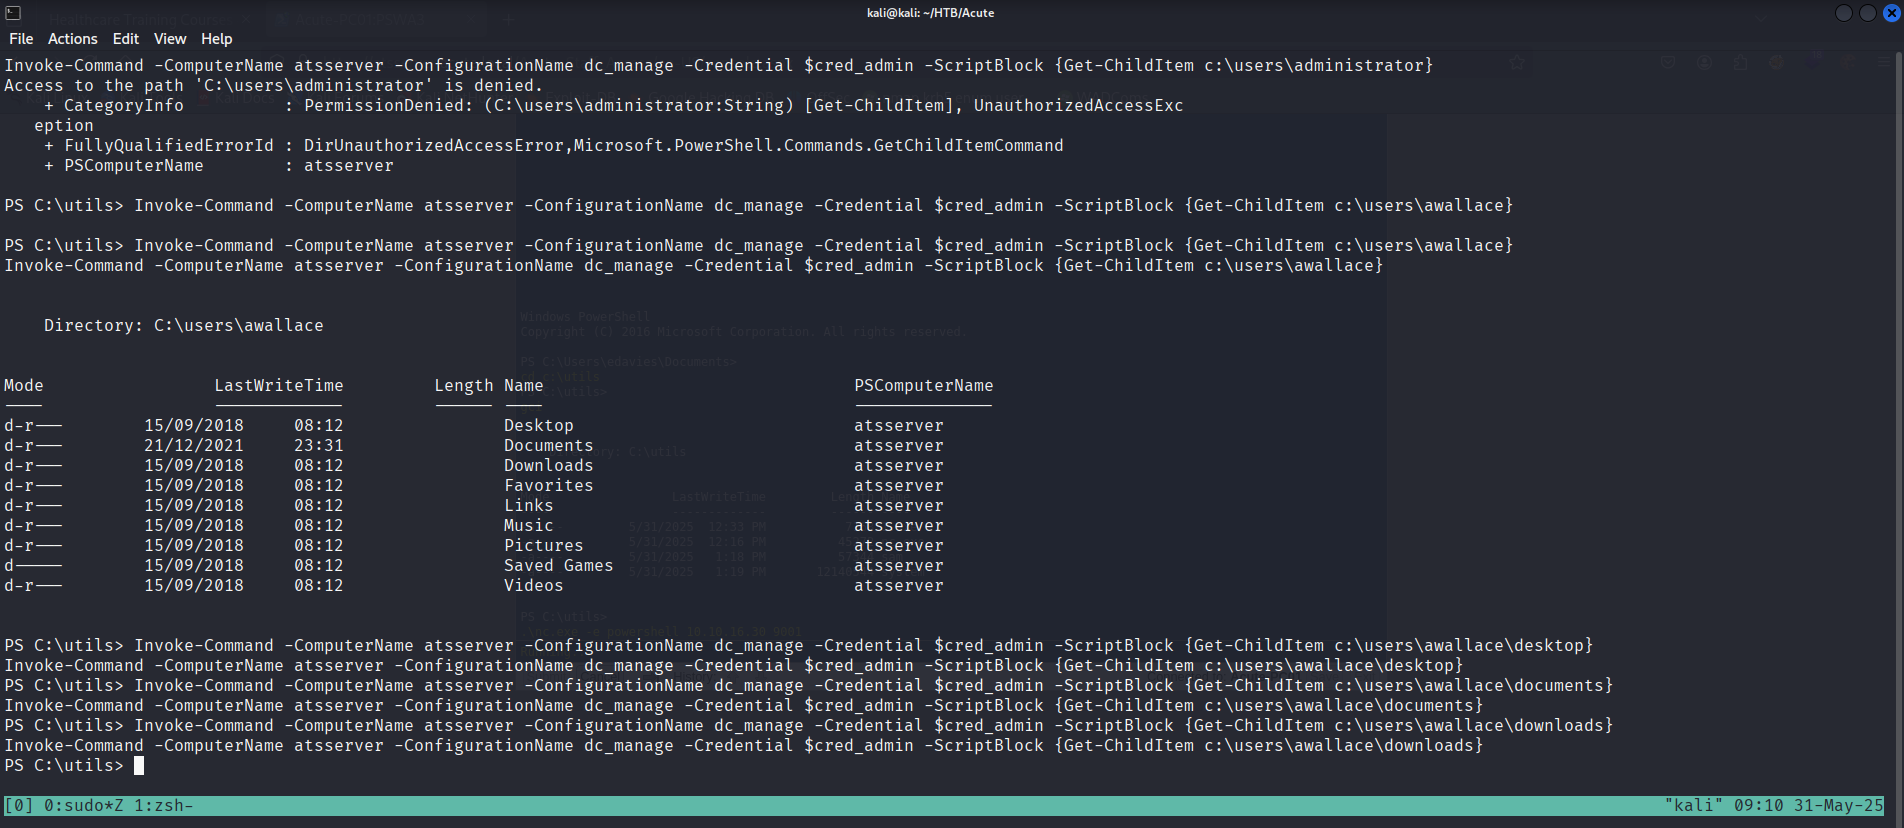 kali@kali: ~/HTB/Acute
File Actions Edit View Help
Invoke-Command -ComputerName atsserver -ConfigurationName dc_manage -Credential $cred_admin -ScriptBlock {Get-ChildItem c:\users\administrator}
Access to the path 'C:\users\administrator' is denied.
+ CategoryInfo : PermissionDenied: (C:\users\administrator:String) [Get-ChildItem], UnauthorizedAccessExc
eption
+ FullyQualifiedErrorId : DirUnauthorizedAccessError,Microsoft.PowerShell.Commands.GetChildItemCommand
+ PSComputerName : atsserver
PS C:\utils> Invoke-Command -ComputerName atsserver -ConfigurationName dc_manage -Credential $cred_admin -ScriptBlock {Get-ChildItem c:\users\awallace}
PS C:\utils> Invoke-Command -ComputerName atsserver -ConfigurationName dc_manage -Credential $cred_admin -ScriptBlock {Get-ChildItem c:\users\awallace}
Invoke-Command -ComputerName atsserver -ConfigurationName dc_manage -Credential $cred_admin -ScriptBlock {Get-ChildItem c:\users\awallace}
Directory: C:\users\awallace
Mode LastWriteTime Length Name PSComputerName
---- ------------- ------ ---- --------------
d-r--- 15/09/2018 08:12 Desktop atsserver
d-r--- 21/12/2021 23:31 Documents atsserver
d-r--- 15/09/2018 08:12 Downloads atsserver
d-r--- 15/09/2018 08:12 Favorites atsserver
d-r--- 15/09/2018 08:12 Links atsserver
d-r--- 15/09/2018 08:12 Music atsserver
d-r--- 15/09/2018 08:12 Pictures atsserver
d----- 15/09/2018 08:12 Saved Games atsserver
d-r--- 15/09/2018 08:12 Videos atsserver
PS C:\utils> Invoke-Command -ComputerName atsserver -ConfigurationName dc_manage -Credential $cred_admin -ScriptBlock {Get-ChildItem c:\users\awallace\desktop}
Invoke-Command -ComputerName atsserver -ConfigurationName dc_manage -Credential $cred_admin -ScriptBlock {Get-ChildItem c:\users\awallace\desktop}
PS C:\utils> Invoke-Command -ComputerName atsserver -ConfigurationName dc_manage -Credential $cred_admin -ScriptBlock {Get-ChildItem c:\users\awallace\documents}
Invoke-Command -ComputerName atsserver -ConfigurationName dc_manage -Credential $cred_admin -ScriptBlock {Get-ChildItem c:\users\awallace\documents}
PS C:\utils> Invoke-Command -ComputerName atsserver -ConfigurationName dc_manage -Credential $cred_admin -ScriptBlock {Get-ChildItem c:\users\awallace\downloads}
Invoke-Command -ComputerName atsserver -ConfigurationName dc_manage -Credential $cred_admin -ScriptBlock {Get-ChildItem c:\users\awallace\downloads}
PS C:\utils>
[0] 0:sudo*Z 1:zsh- "kali" 09:10 31-May-25